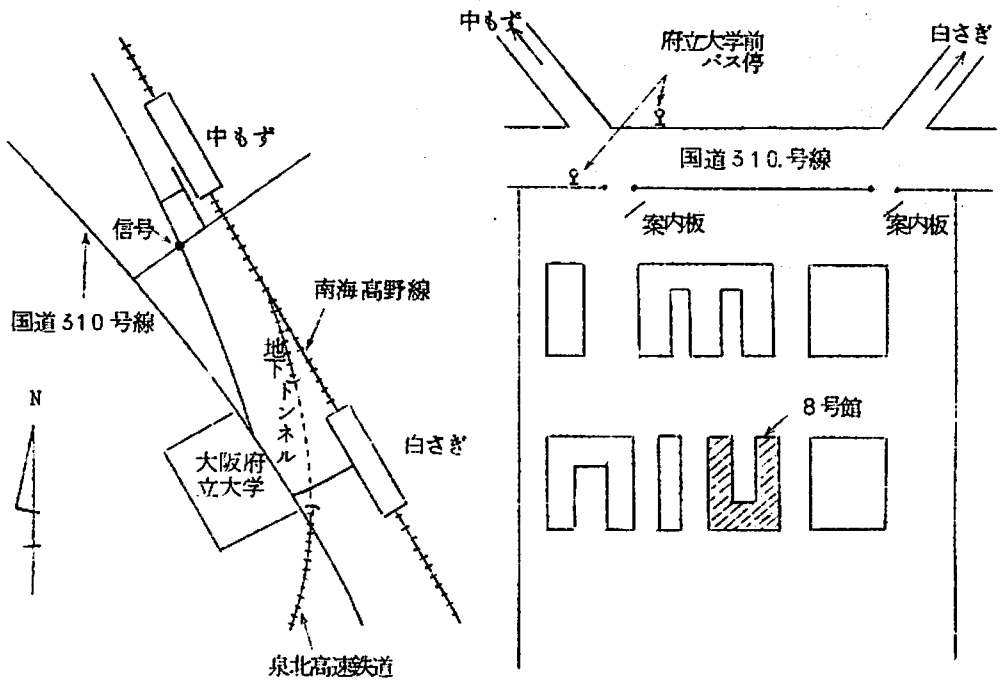 中もず
信号
国道310号線
南海高野線
地下トンネル
N
大阪府
立大学
白さぎ
泉北高速鉄道
中もず
府立大学前
バス停
白さぎ
国道310.号線
案内板
案内板
8号館